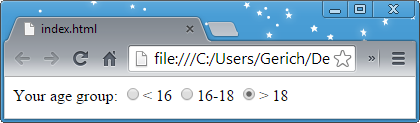 index.html
file:///C:/Users/Gerich/De
Your age group: < 16 16-18 > 18